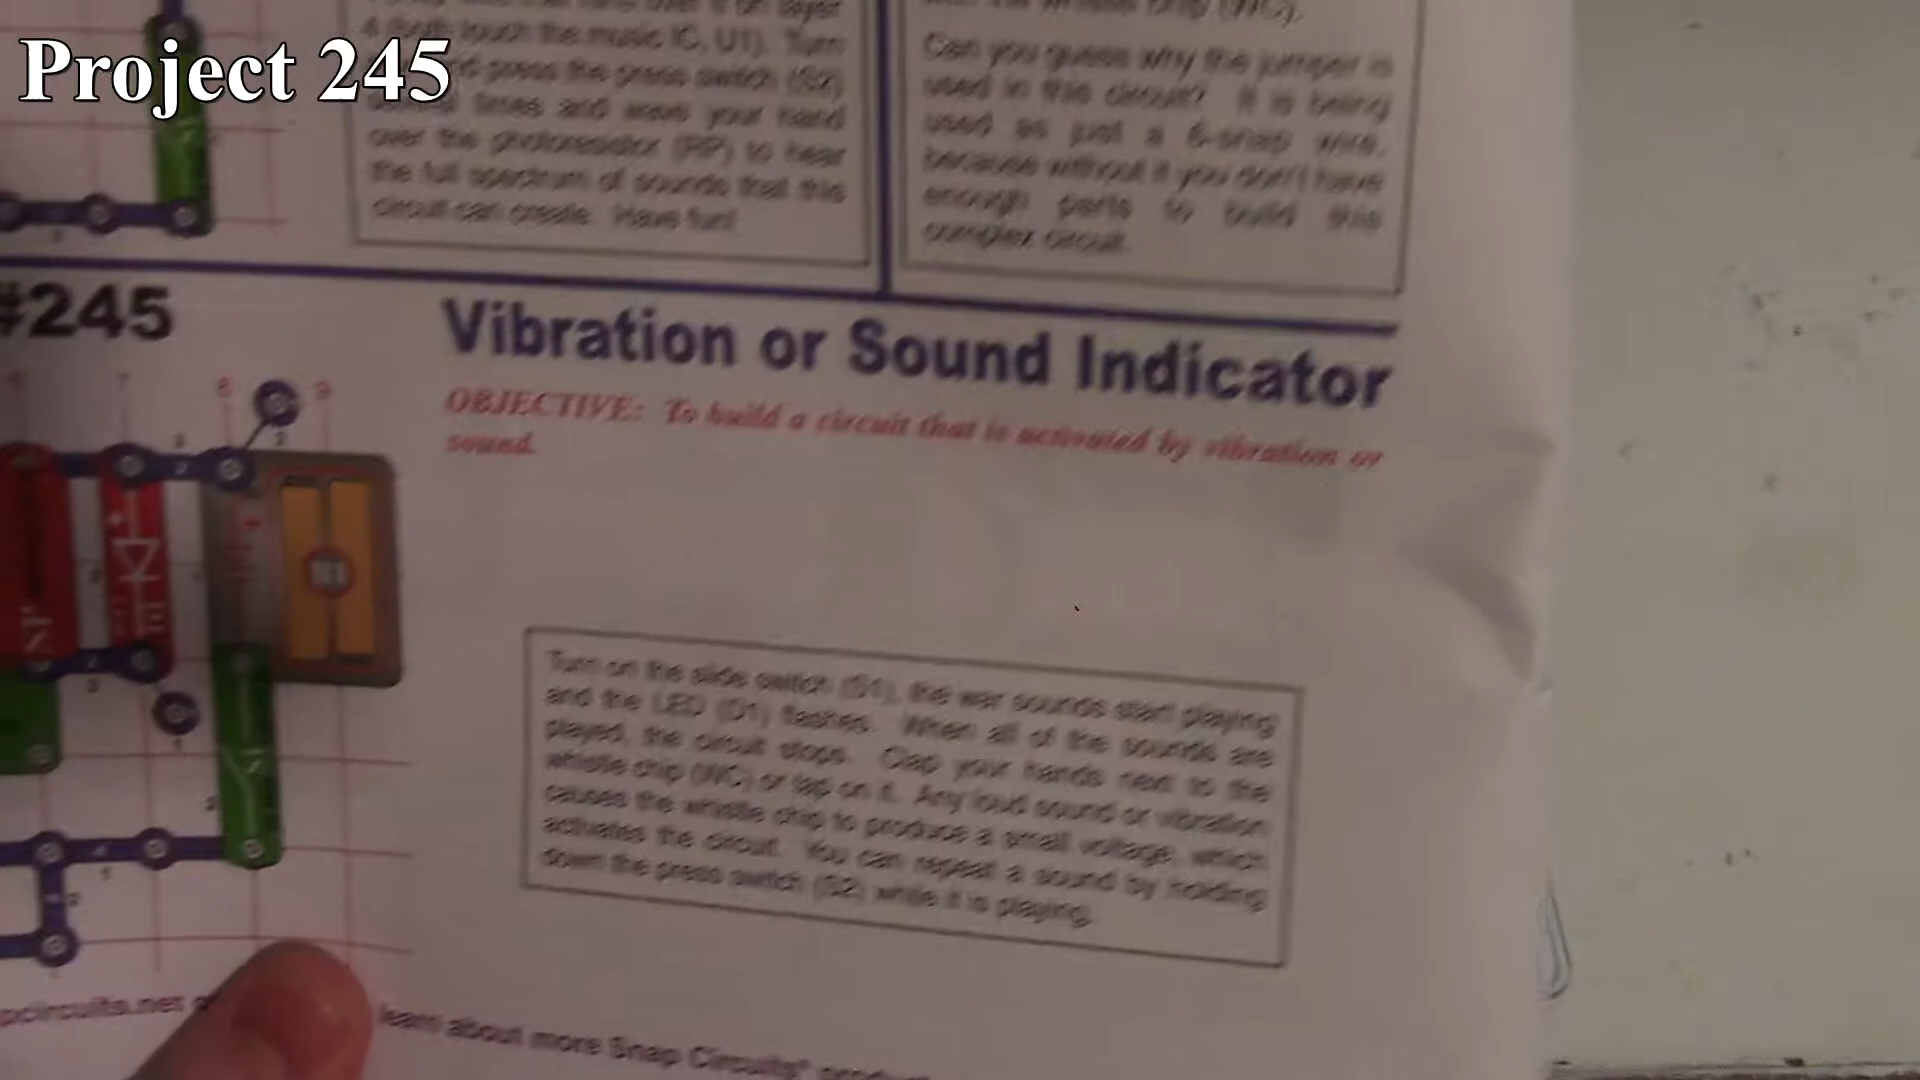 Project 245
4 (both touch the music IC, U1). Turn
press the press switch (S2)
times and wave your hand
over the photoresistor (RP) to hear
the full spectrum of sounds that this
circuit can create. Have fun!
Can you guess why the jumper is
used in this circuit? It is being
used as just a 6-snap wire,
because without it you don't have
enough parts to build this
complex circuit.
#245
Vibration or Sound Indicator
OBJECTIVE: To build a circuit that is activated by vibration or
sound.
7 8 9
B1
SP
S1
Turn on the slide switch (S1), the war sounds start playing
and the LED (D1) flashes. When all of the sounds are
played, the circuit stops. Clap your hands next to the
whistle chip (WC) or tap on it. Any loud sound or vibration
causes the whistle chip to produce a small voltage, which
activates the circuit. You can repeat a sound by holding
down the press switch (S2) while it is playing.
learn about more Snap Circuits®